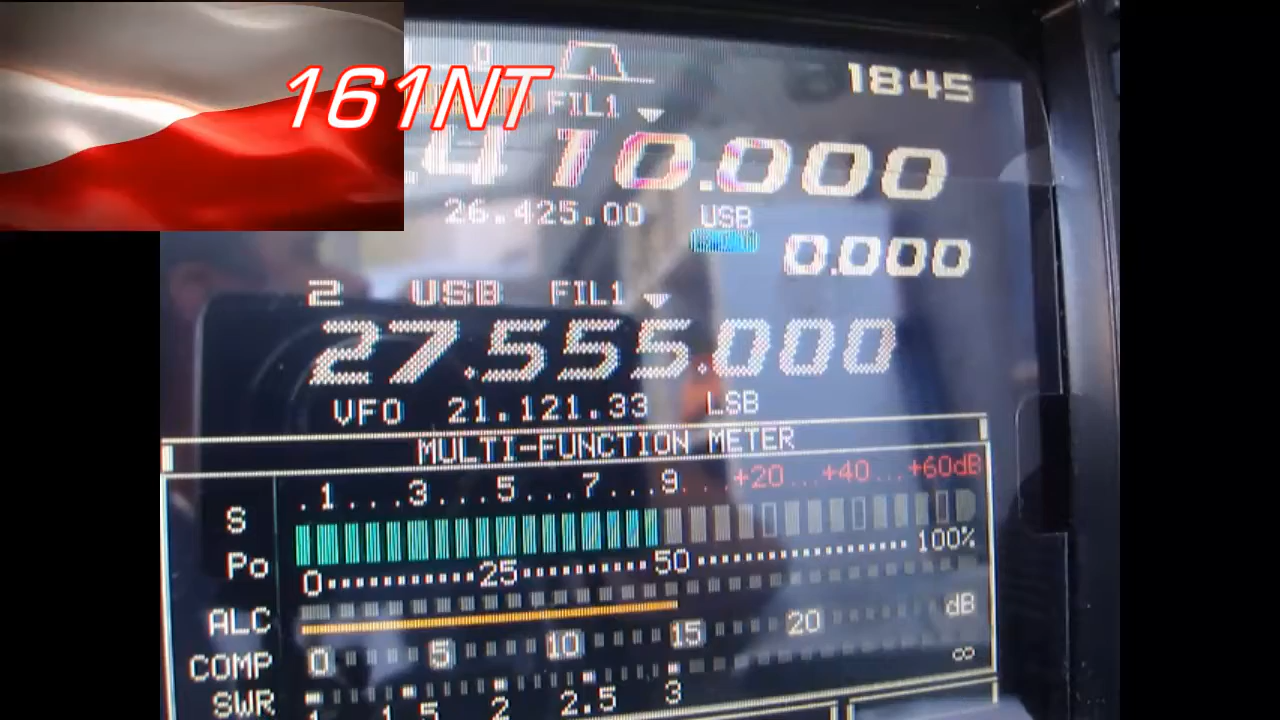 161NT
0
1845
FIL1
.410.000
26.425.00 USB
0.000
2 USB FIL1
27.555.000
VFO 21.121.33 LSB
MULTI-FUNCTION METER
S .1...3...5...7...9...+20...+40...+60dB
Po 0 25 50 100%
ALC
COMP 0 5 10 15 20 dB
SWR 1 1.5 2 2.5 3 ∞